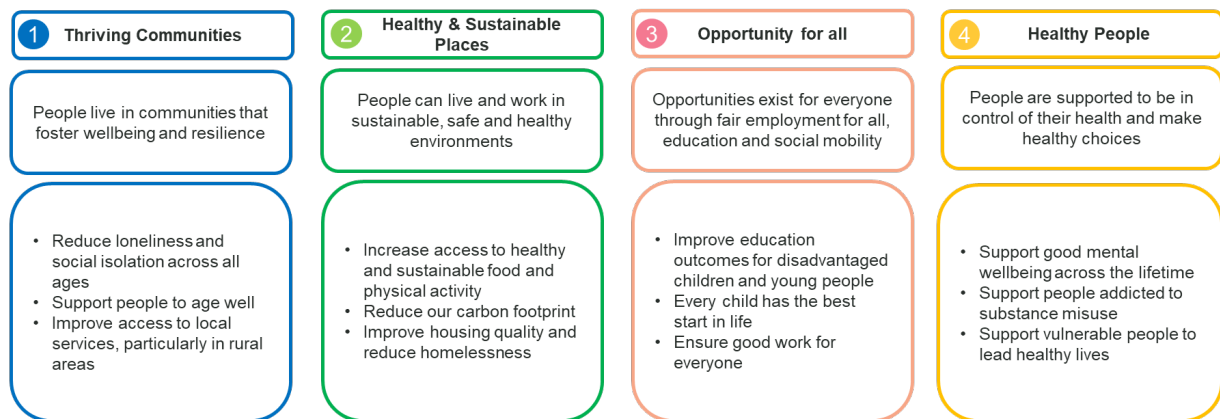 1 Thriving Communities
People live in communities that
foster wellbeing and resilience
• Reduce loneliness and
social isolation across all
ages
• Support people to age well
• Improve access to local
services, particularly in rural
areas
2 Healthy & Sustainable
Places
People can live and work in
sustainable, safe and healthy
environments
• Increase access to healthy
and sustainable food and
physical activity
• Reduce our carbon footprint
• Improve housing quality and
reduce homelessness
3 Opportunity for all
Opportunities exist for everyone
through fair employment for all,
education and social mobility
• Improve education
outcomes for disadvantaged
children and young people
• Every child has the best
start in life
• Ensure good work for
everyone
4 Healthy People
People are supported to be in
control of their health and make
healthy choices
• Support good mental
wellbeing across the lifetime
• Support people addicted to
substance misuse
• Support vulnerable people to
lead healthy lives